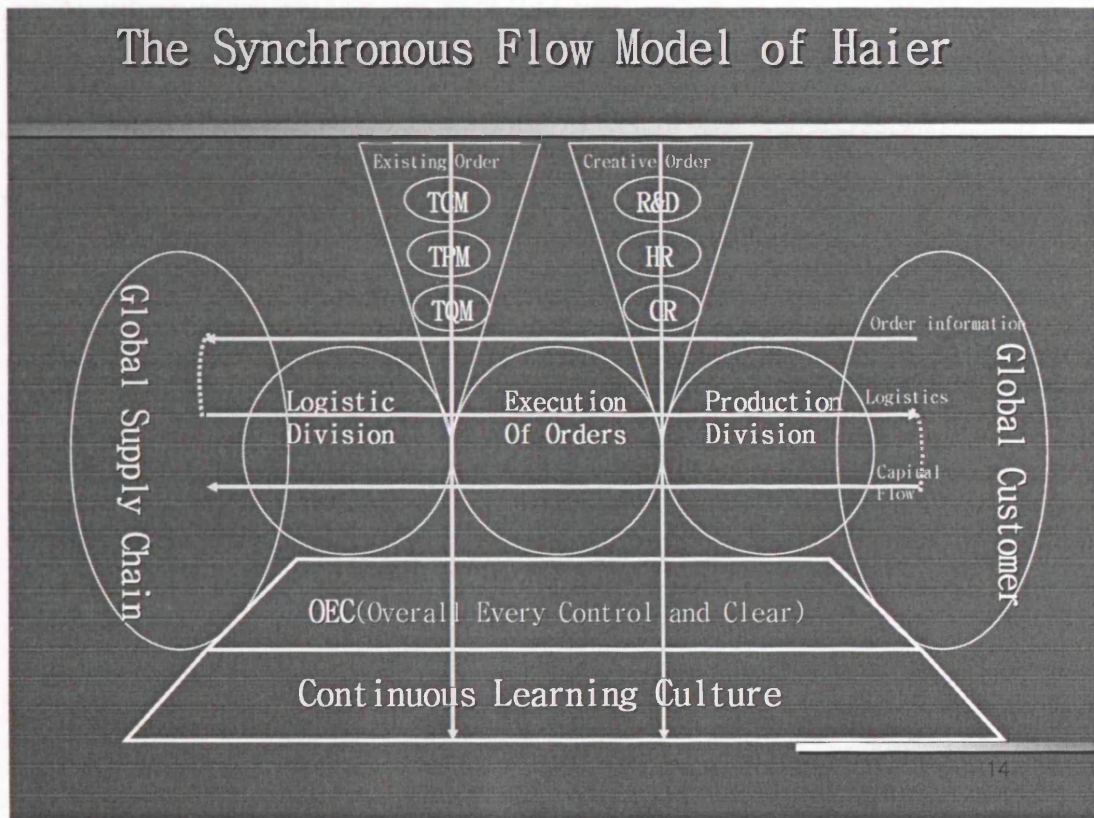 The Synchronous Flow Model of Haier
Existing Order
TCM
TPM
TQM
Creative Order
R&D
HR
CR
Global Supply Chain
Order information
Logistic
Division
Execution
Of Orders
Production
Division
Logistics
Capital
Flow
Global Customer
OEC(Overall Every Control and Clear)
Continuous Learning Culture
14